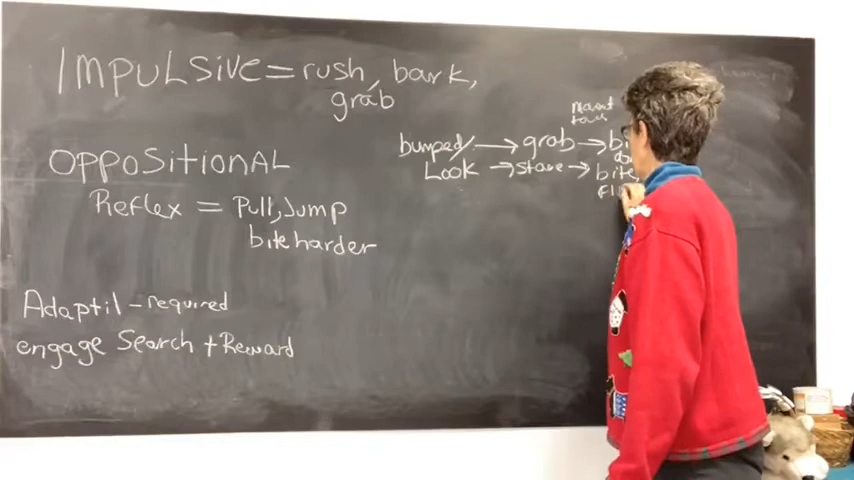 IMPULSIVE = rush, bark,
grab
OPPOSITIONAL
Reflex = Pull, Jump
bite harder
Adaptil - required
engage Search + Reward
bumped/ → grab → bi
Look → stare → bite,